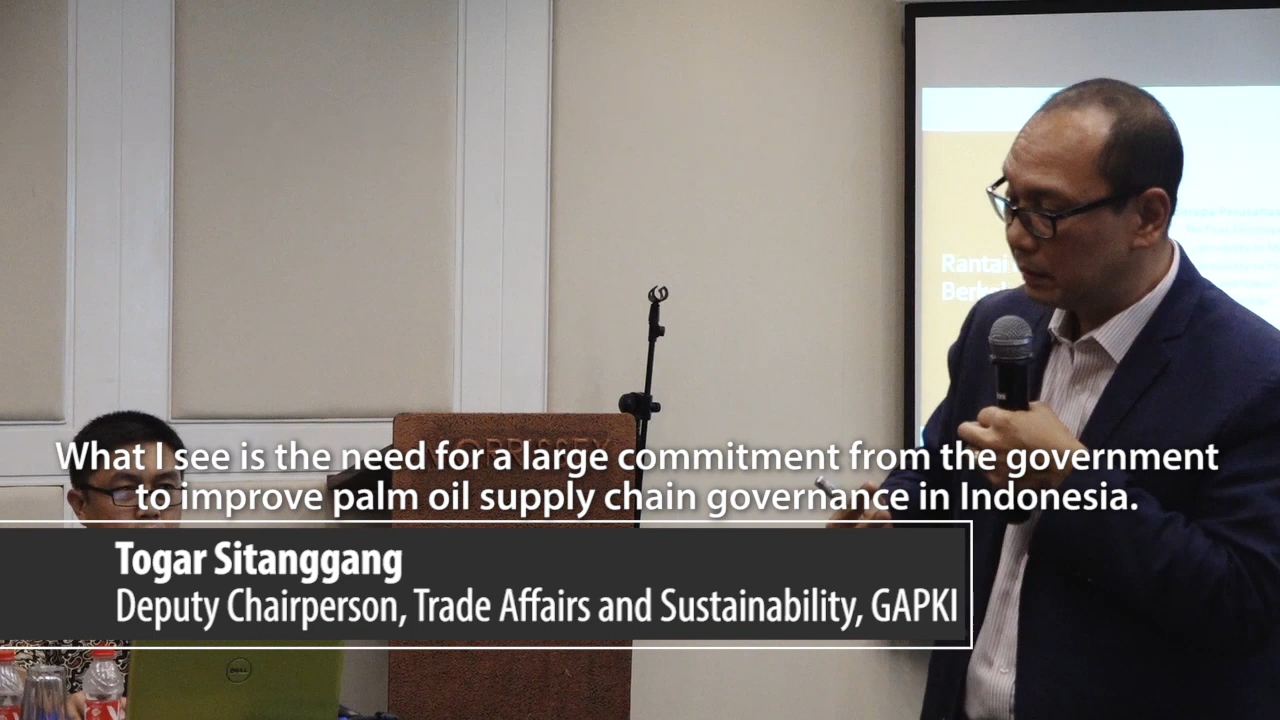 Rantai
MORRISSEY
What I see is the need for a large commitment from the government
to improve palm oil supply chain governance in Indonesia.
Togar Sitanggang
Deputy Chairperson, Trade Affairs and Sustainability, GAPKI
DELL